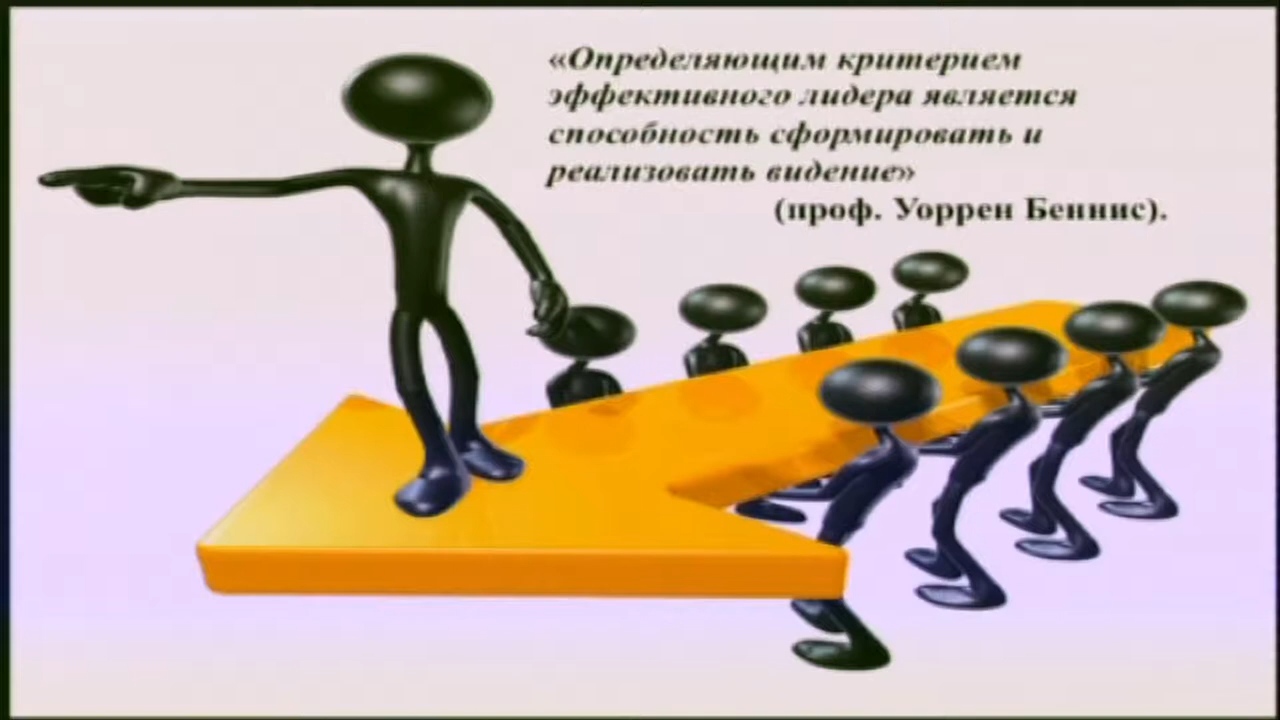 «Определяющим критерием
эффективного лидера является
способность сформировать и
реализовать видение»
(проф. Уоррен Беннис).